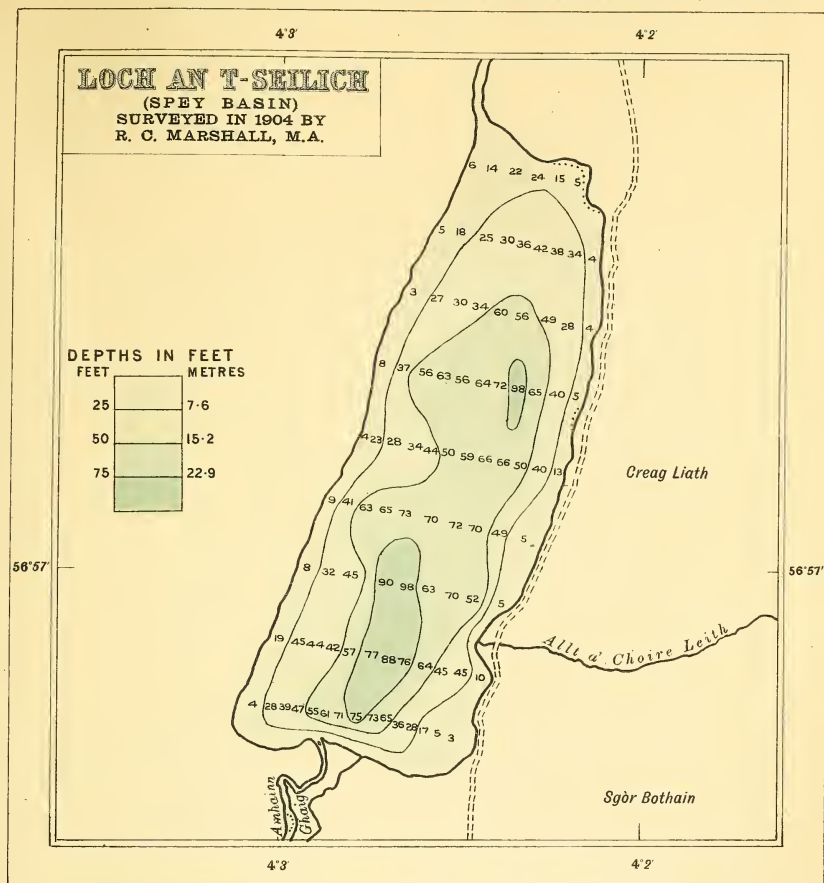 4°3' 4°2'
LOCH AN T-SEILICH
(SPEY BASIN)
SURVEYED IN 1904 BY
R. C. MARSHALL, M.A.
6 14 22 24 15 5
5 18 25 30 36 42 38 34 4
3 27 30 34 60 56 49 28 4
DEPTHS IN FEET
FEET METRES
25 7·6
50 15·2
75 22·9
8 37 56 63 56 64 72 98 65 40 5
4 23 28 34 44 50 59 66 66 50 40 13
Creag Liath
9 41 63 65 73 70 72 70 49 5
56°57' 56°57'
8 32 45 90 98 63 70 52 5
Allt a' Choire Leith
19 45 44 42 57 77 88 76 64 45 45 10
4 28 39 47 55 61 71 75 73 65 36 28 17 5 3
Amhainn
Ghaig
Sgòr Bothain
4°3' 4°2'